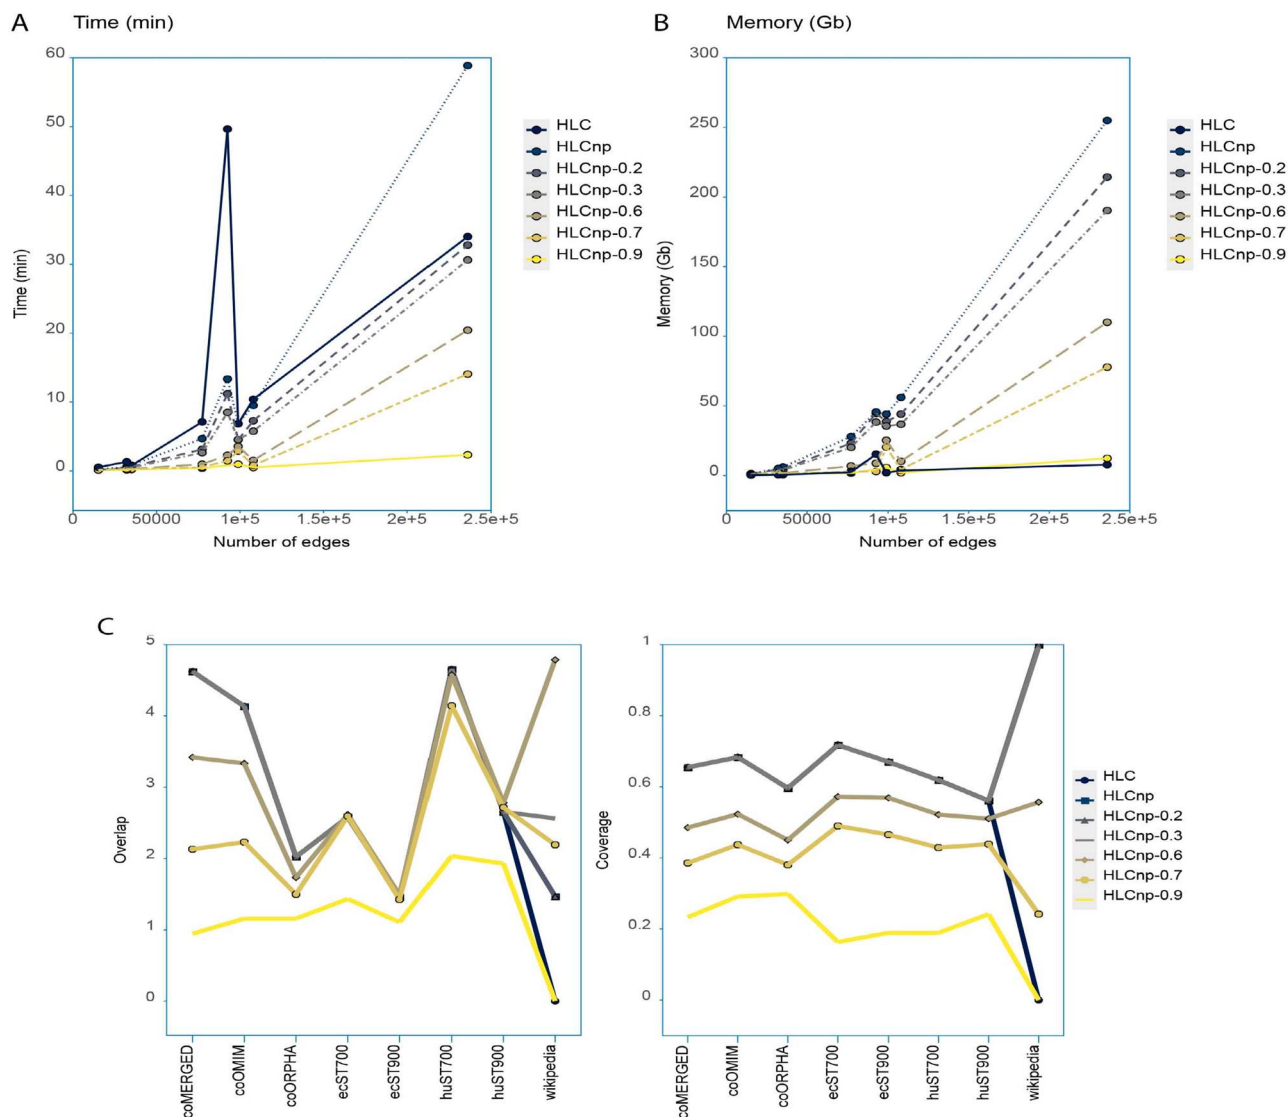 A Time (min)
60
50
40
30
20
10
0
Time (min)
0 50000 1e+5 1.5e+5 2e+5 2.5e+5
Number of edges
HLC
HLCnp
HLCnp-0.2
HLCnp-0.3
HLCnp-0.6
HLCnp-0.7
HLCnp-0.9
B Memory (Gb)
300
250
200
150
100
50
0
Memory (Gb)
0 50000 1e+5 1.5e+5 2e+5 2.5e+5
Number of edges
HLC
HLCnp
HLCnp-0.2
HLCnp-0.3
HLCnp-0.6
HLCnp-0.7
HLCnp-0.9
C
5
4
3
2
1
0
Overlap
coMERGED
coOMIM
coORPHA
ecST700
ecST900
huST700
huST900
wikipedia
1
0.8
0.6
0.4
0.2
0
Coverage
coMERGED
coOMIM
coORPHA
ecST700
ecST900
huST700
huST900
wikipedia
HLC
HLCnp
HLCnp-0.2
HLCnp-0.3
HLCnp-0.6
HLCnp-0.7
HLCnp-0.9